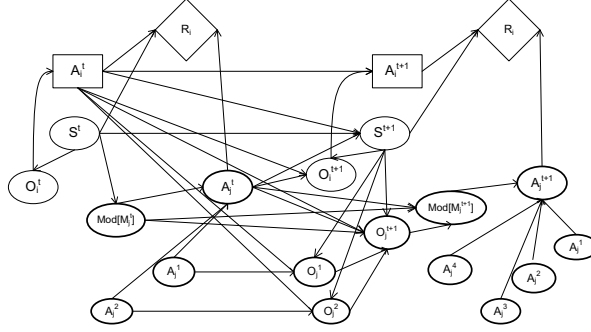 R_i R_i
A_i^t A_i^{t+1}
S^t S^{t+1}
O_i^t O_i^{t+1} A_j^t A_j^{t+1}
Mod[M_j^t] Mod[M_j^{t+1}]
O_j^{t+1}
A_j^1 O_j^1 A_j^4 A_j^2 A_j^1
A_j^2 O_j^2 A_j^3